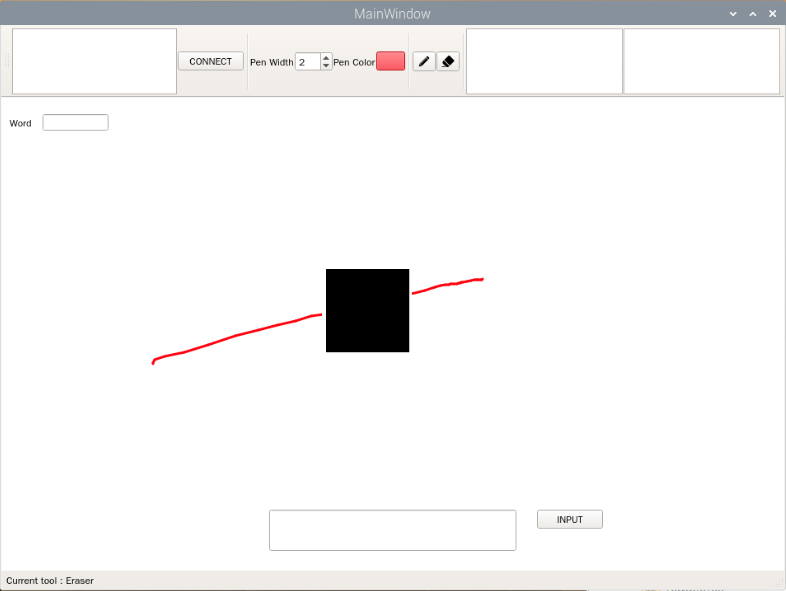 MainWindow
CONNECT
Pen Width 2 Pen Color
Word
INPUT
Current tool : Eraser